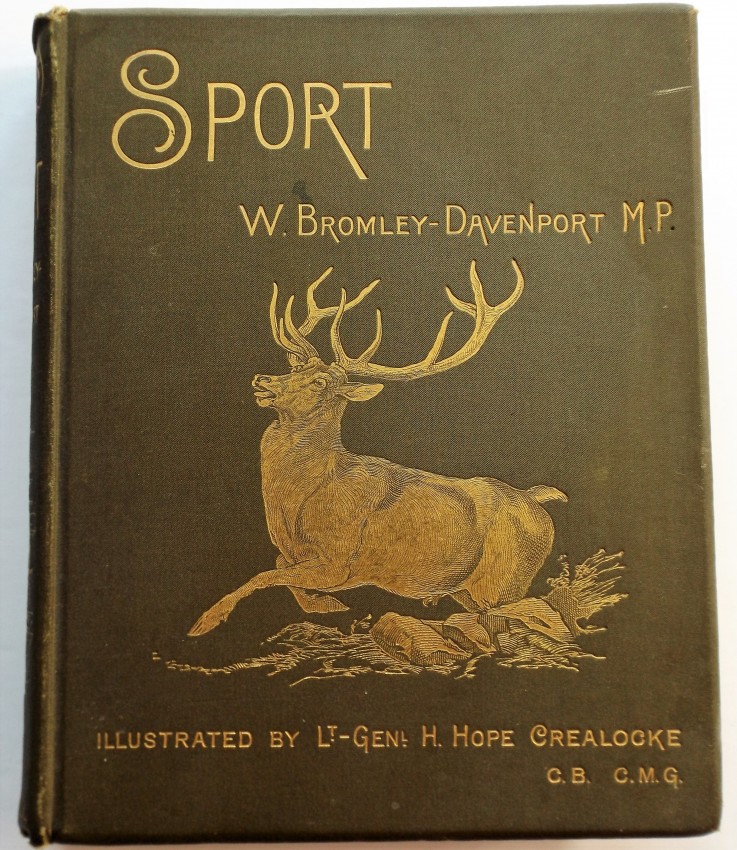 SPORT
W. BROMLEY-DAVENPORT M.P.
ILLUSTRATED BY LT-GENL H. HOPE CREALOCKE
C.B. C.M.G.